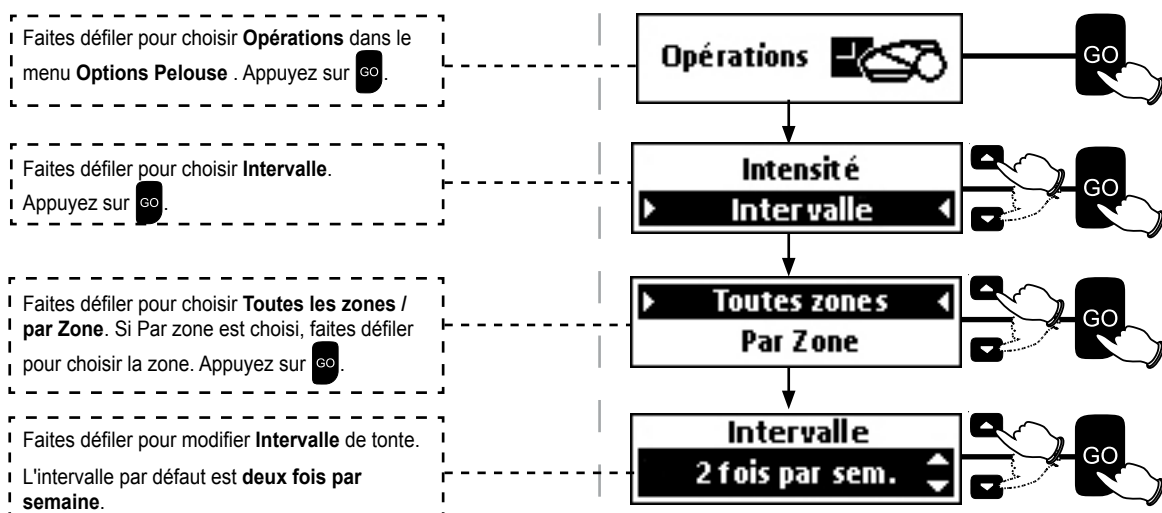 Faites défiler pour choisir Opérations dans le
menu Options Pelouse . Appuyez sur GO.
Opérations
GO
Faites défiler pour choisir Intervalle.
Appuyez sur GO.
Intensité
Intervalle
GO
Faites défiler pour choisir Toutes les zones /
par Zone. Si Par zone est choisi, faites défiler
pour choisir la zone. Appuyez sur GO.
Toutes zones
Par Zone
GO
Faites défiler pour modifier Intervalle de tonte.
L'intervalle par défaut est deux fois par
semaine.
Intervalle
2 fois par sem.
GO